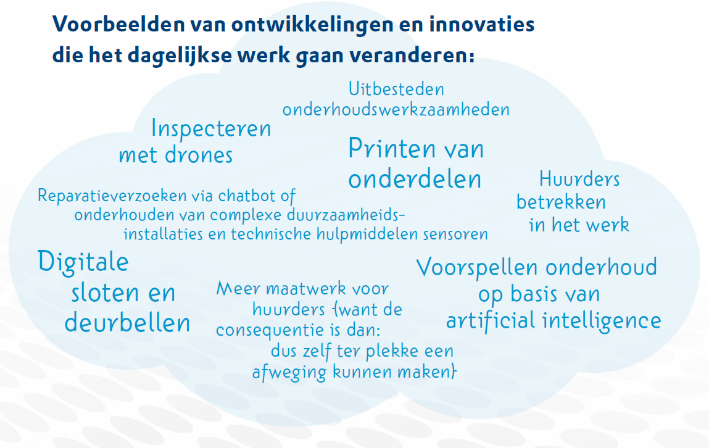 Voorbeelden van ontwikkelingen en innovaties
die het dagelijkse werk gaan veranderen:
Uitbesteden
onderhoudswerkzaamheden
Inspecteren
met drones
Printen van
onderdelen
Huurders
betrekken
in het werk
Reparatieverzoeken via chatbot of
onderhouden van complexe duurzaamheids-
installaties en technische hulpmiddelen sensoren
Digitale
sloten en
deurbellen
Meer maatwerk voor
huurders (want de
consequentie is dan:
dus zelf ter plekke een
afweging kunnen maken)
Voorspellen onderhoud
op basis van
artificial intelligence